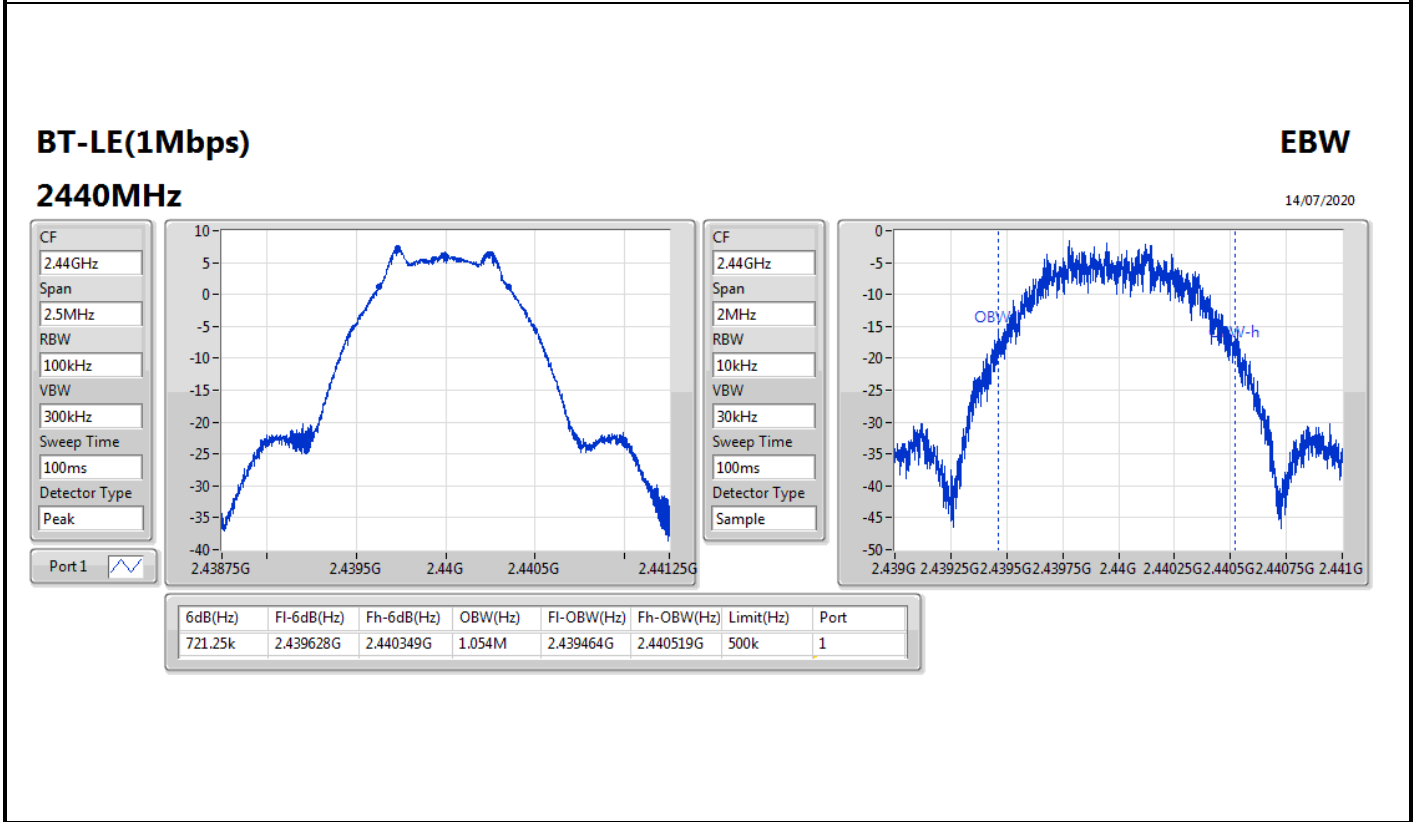 BT-LE(1Mbps)
EBW
2440MHz
14/07/2020
CF
2.44GHz
Span
2.5MHz
RBW
100kHz
VBW
300kHz
Sweep Time
100ms
Detector Type
Peak
Port 1
10
5
0
-5
-10
-15
-20
-25
-30
-35
-40
2.43875G 2.4395G 2.44G 2.4405G 2.44125G
CF
2.44GHz
Span
2MHz
RBW
10kHz
VBW
30kHz
Sweep Time
100ms
Detector Type
Sample
0
-5
-10
-15
-20
-25
-30
-35
-40
-45
-50
2.439G 2.43925G 2.4395G 2.43975G 2.44G 2.44025G 2.4405G 2.44075G 2.441G
6dB(Hz) Fl-6dB(Hz) Fh-6dB(Hz) OBW(Hz) Fl-OBW(Hz) Fh-OBW(Hz) Limit(Hz) Port
721.25k 2.439628G 2.440349G 1.054M 2.439464G 2.440519G 500k 1